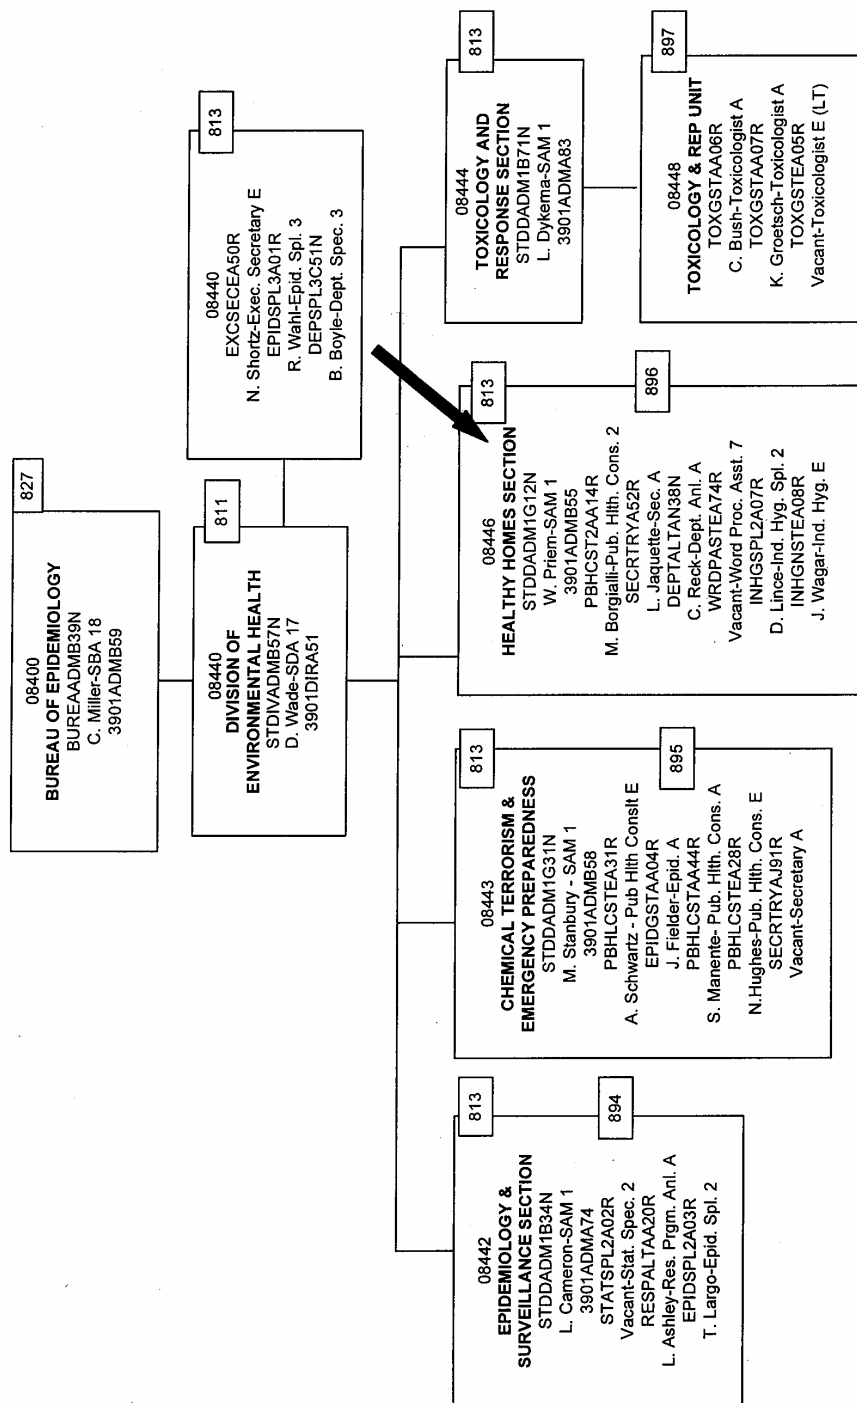 08400
BUREAU OF EPIDEMIOLOGY
BUREAADMB39N
C. Miller-SBA 18
3901ADMB59
827
08440
DIVISION OF
ENVIRONMENTAL HEALTH
STDIVADMB57N
D. Wade-SDA 17
3901DIRA51
811
08440
EXCSECEA50R
N. Shortz-Exec. Secretary E
EPIDSPL3A01R
R. Wahl-Epid. Spl. 3
DEPSPL3C51N
B. Boyle-Dept. Spec. 3
813
08442
EPIDEMIOLOGY &
SURVEILLANCE SECTION
STDDADM1B34N
L. Cameron-SAM 1
3901ADMA74
STATSPL2A02R
Vacant-Stat. Spec. 2
RESPALTAA20R
L. Ashley-Res. Prgm. Anl. A
EPIDSPL2A03R
T. Largo-Epid. Spl. 2
813
894
08443
CHEMICAL TERRORISM &
EMERGENCY PREPAREDNESS
STDDADM1G31N
M. Stanbury - SAM 1
3901ADMB58
PBHLCSTEA31R
A. Schwartz - Pub Hlth Conslt E
EPIDGSTAA04R
J. Fielder-Epid. A
PBHLCSTAA44R
S. Manente- Pub. Hlth. Cons. A
PBHLCSTEA28R
N.Hughes-Pub. Hlth. Cons. E
SECRTRYAJ91R
Vacant-Secretary A
813
895
08446
HEALTHY HOMES SECTION
STDDADM1G12N
W. Priem-SAM 1
3901ADMB55
PBHCST2AA14R
M. Borgialli-Pub. Hlth. Cons. 2
SECRTRYA52R
L. Jaquette-Sec. A
DEPTALTAN38N
C. Reck-Dept. Anl. A
WRDPASTEA74R
Vacant-Word Proc. Asst. 7
INHGSPL2A07R
D. Lince-Ind. Hyg. Spl. 2
INHGNSTEA08R
J. Wagar-Ind. Hyg. E
813
896
08444
TOXICOLOGY AND
RESPONSE SECTION
STDDADM1B71N
L. Dykema-SAM 1
3901ADMA83
813
08448
TOXICOLOGY & REP UNIT
TOXGSTAA06R
C. Bush-Toxicologist A
TOXGSTAA07R
K. Groetsch-Toxicologist A
TOXGSTEA05R
Vacant-Toxicologist E (LT)
897